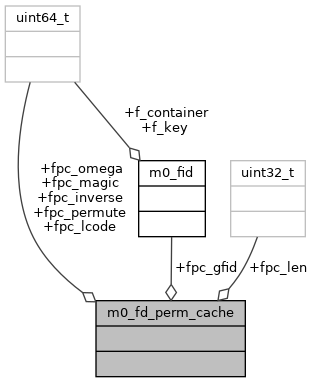 uint64_t
+f_container
+f_key
+fpc_omega
+fpc_magic
+fpc_inverse
+fpc_permute
+fpc_lcode
m0_fid
uint32_t
+fpc_gfid
+fpc_len
m0_fd_perm_cache